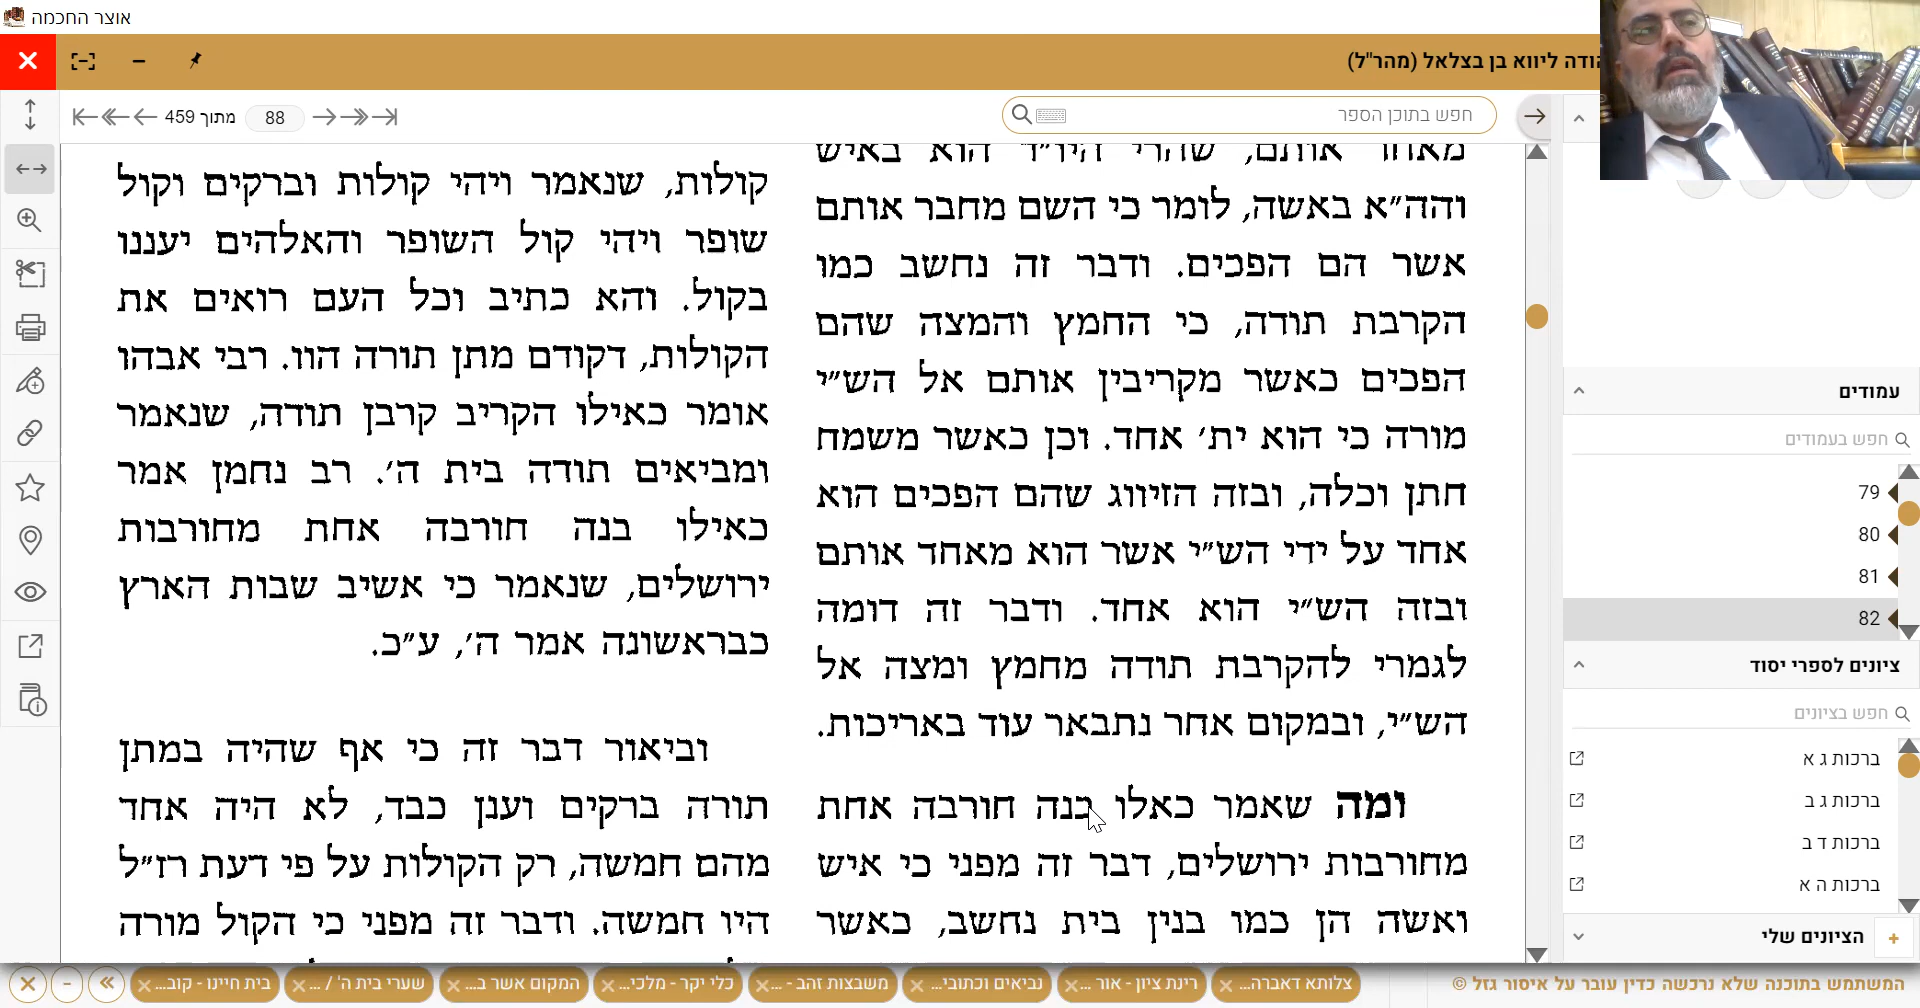 אוצר החכמה
הודה ליווא בן בצלאל (מהר"ל)
חפש בתוכן הספר
88
מתוך 459
מאחד אותם, שהרי היו״ד הוא באיש
והה״א באשה, לומר כי השם מחבר אותם
אשר הם הפכים. ודבר זה נחשב כמו
הקרבת תודה, כי החמץ והמצה שהם
הפכים כאשר מקריבין אותם אל הש״י
מורה כי הוא ית׳ אחד. וכן כאשר משמח
חתן וכלה, ובזה הזיווג שהם הפכים הוא
אחד על ידי הש״י אשר הוא מאחד אותם
ובזה הש״י הוא אחד. ודבר זה דומה
לגמרי להקרבת תודה מחמץ ומצה אל
הש״י, ובמקום אחר נתבאר עוד באריכות.
ומה שאמר כאלו בנה חורבה אחת
מחורבות ירושלים, דבר זה מפני כי איש
ואשה הן כמו בנין בית נחשב, כאשר
קולות, שנאמר ויהי קולות וברקים וקול
שופר ויהי קול השופר והאלהים יעננו
בקול. והא כתיב וכל העם רואים את
הקולות, דקודם מתן תורה הוו. רבי אבהו
אומר כאילו הקריב קרבן תודה, שנאמר
ומביאים תודה בית ה׳. רב נחמן אמר
כאילו בנה חורבה אחת מחורבות
ירושלים, שנאמר כי אשיב שבות הארץ
כבראשונה אמר ה׳, ע״כ.
וביאור דבר זה כי אף שהיה במתן
תורה ברקים וענן כבד, לא היה אחד
מהם חמשה, רק הקולות על פי דעת רז״ל
היו חמשה. ודבר זה מפני כי הקול מורה
עמודים
חפש בעמודים
79
80
81
82
ציונים לספרי יסוד
חפש בציונים
ברכות ג א
ברכות ג ב
ברכות ד ב
ברכות ה א
הציונים שלי
המשתמש בתוכנה שלא נרכשה כדין עובר על איסור גזל ©
צלותא דאברה...
רינת ציון - אור ...
נביאים וכתובי...
משבצות זהב - ...
כלי יקר - מלכי...
המקום אשר ב...
שערי בית ה' / ...
בית חיינו - קוב...